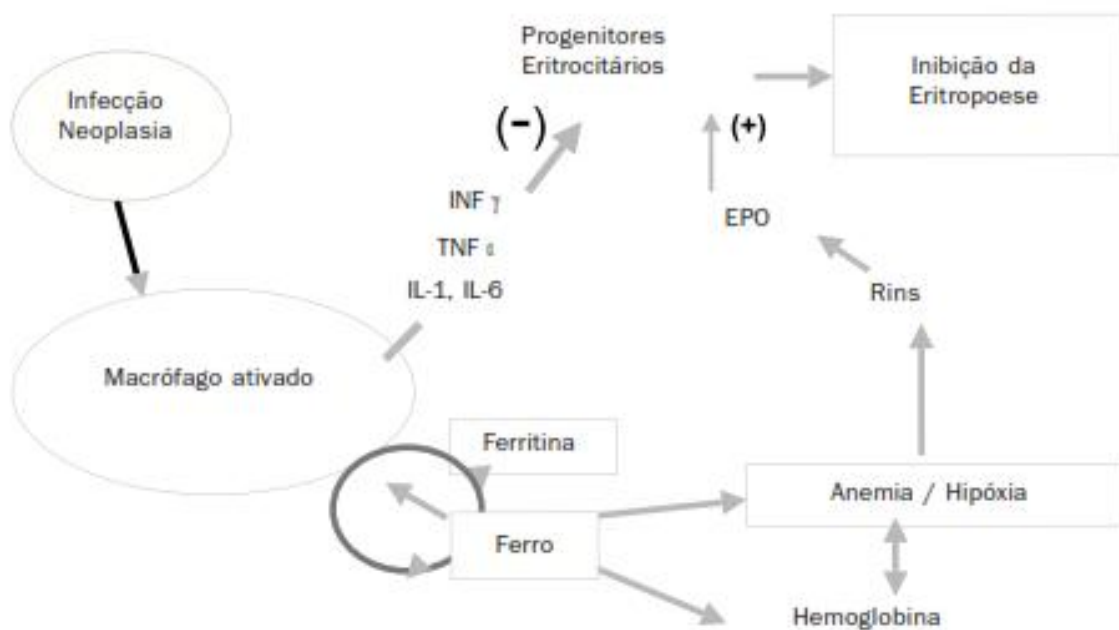 Progenitores
Eritrocitários
Inibição da
Eritropoese
Infecção
Neoplasia
(-)
(+)
INF γ
EPO
TNF
IL-1, IL-6
Rins
Macrófago ativado
Ferritina
Anemia / Hipóxia
Ferro
Hemoglobina